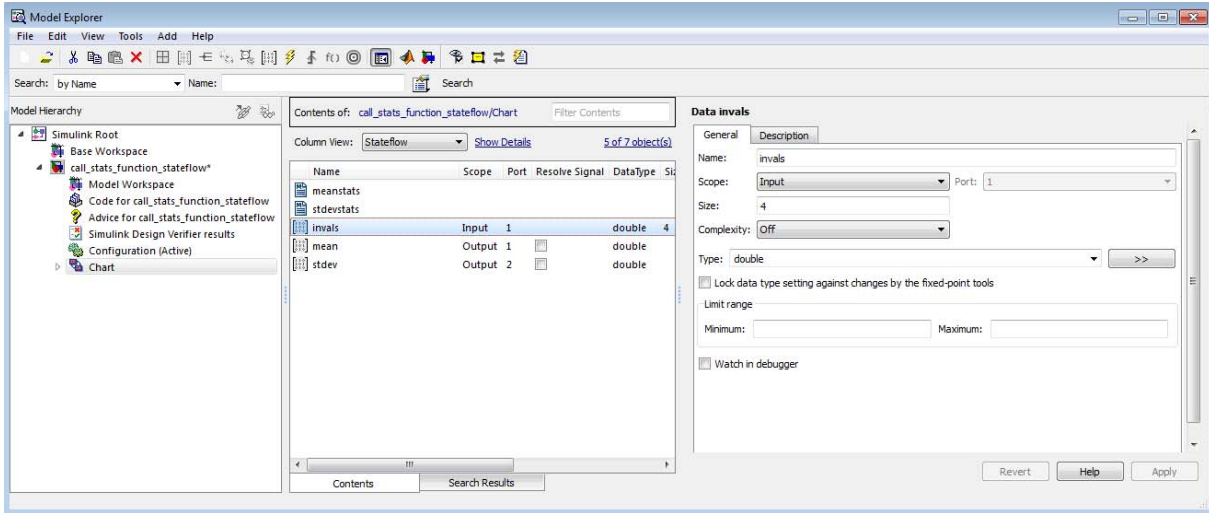 Model Explorer
File Edit View Tools Add Help
f()
Search: by Name Name: Search
Model Hierarchy
Simulink Root
Base Workspace
call_stats_function_stateflow*
Model Workspace
Code for call_stats_function_stateflow
Advice for call_stats_function_stateflow
Simulink Design Verifier results
Configuration (Active)
Chart
Contents of: call_stats_function_stateflow/Chart Filter Contents
Column View: Stateflow Show Details 5 of 7 object(s)
Name Scope Port Resolve Signal DataType Siz
meanstats
stdevstats
invals Input 1 double 4
mean Output 1 double
stdev Output 2 double
Contents Search Results
Data invals
General Description
Name: invals
Scope: Input Port: 1
Size: 4
Complexity: Off
Type: double >>
Lock data type setting against changes by the fixed-point tools
Limit range
Minimum: Maximum:
Watch in debugger
Revert Help Apply